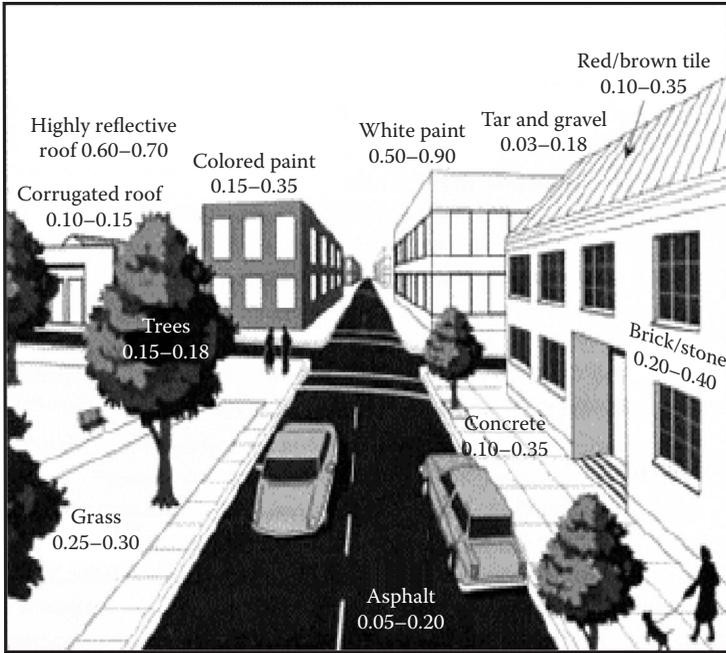 Red/brown tile
0.10–0.35
Highly reflective
roof 0.60–0.70
White paint
0.50–0.90
Tar and gravel
0.03–0.18
Colored paint
0.15–0.35
Corrugated roof
0.10–0.15
Trees
0.15–0.18
Brick/stone
0.20–0.40
Concrete
0.10–0.35
Grass
0.25–0.30
Asphalt
0.05–0.20